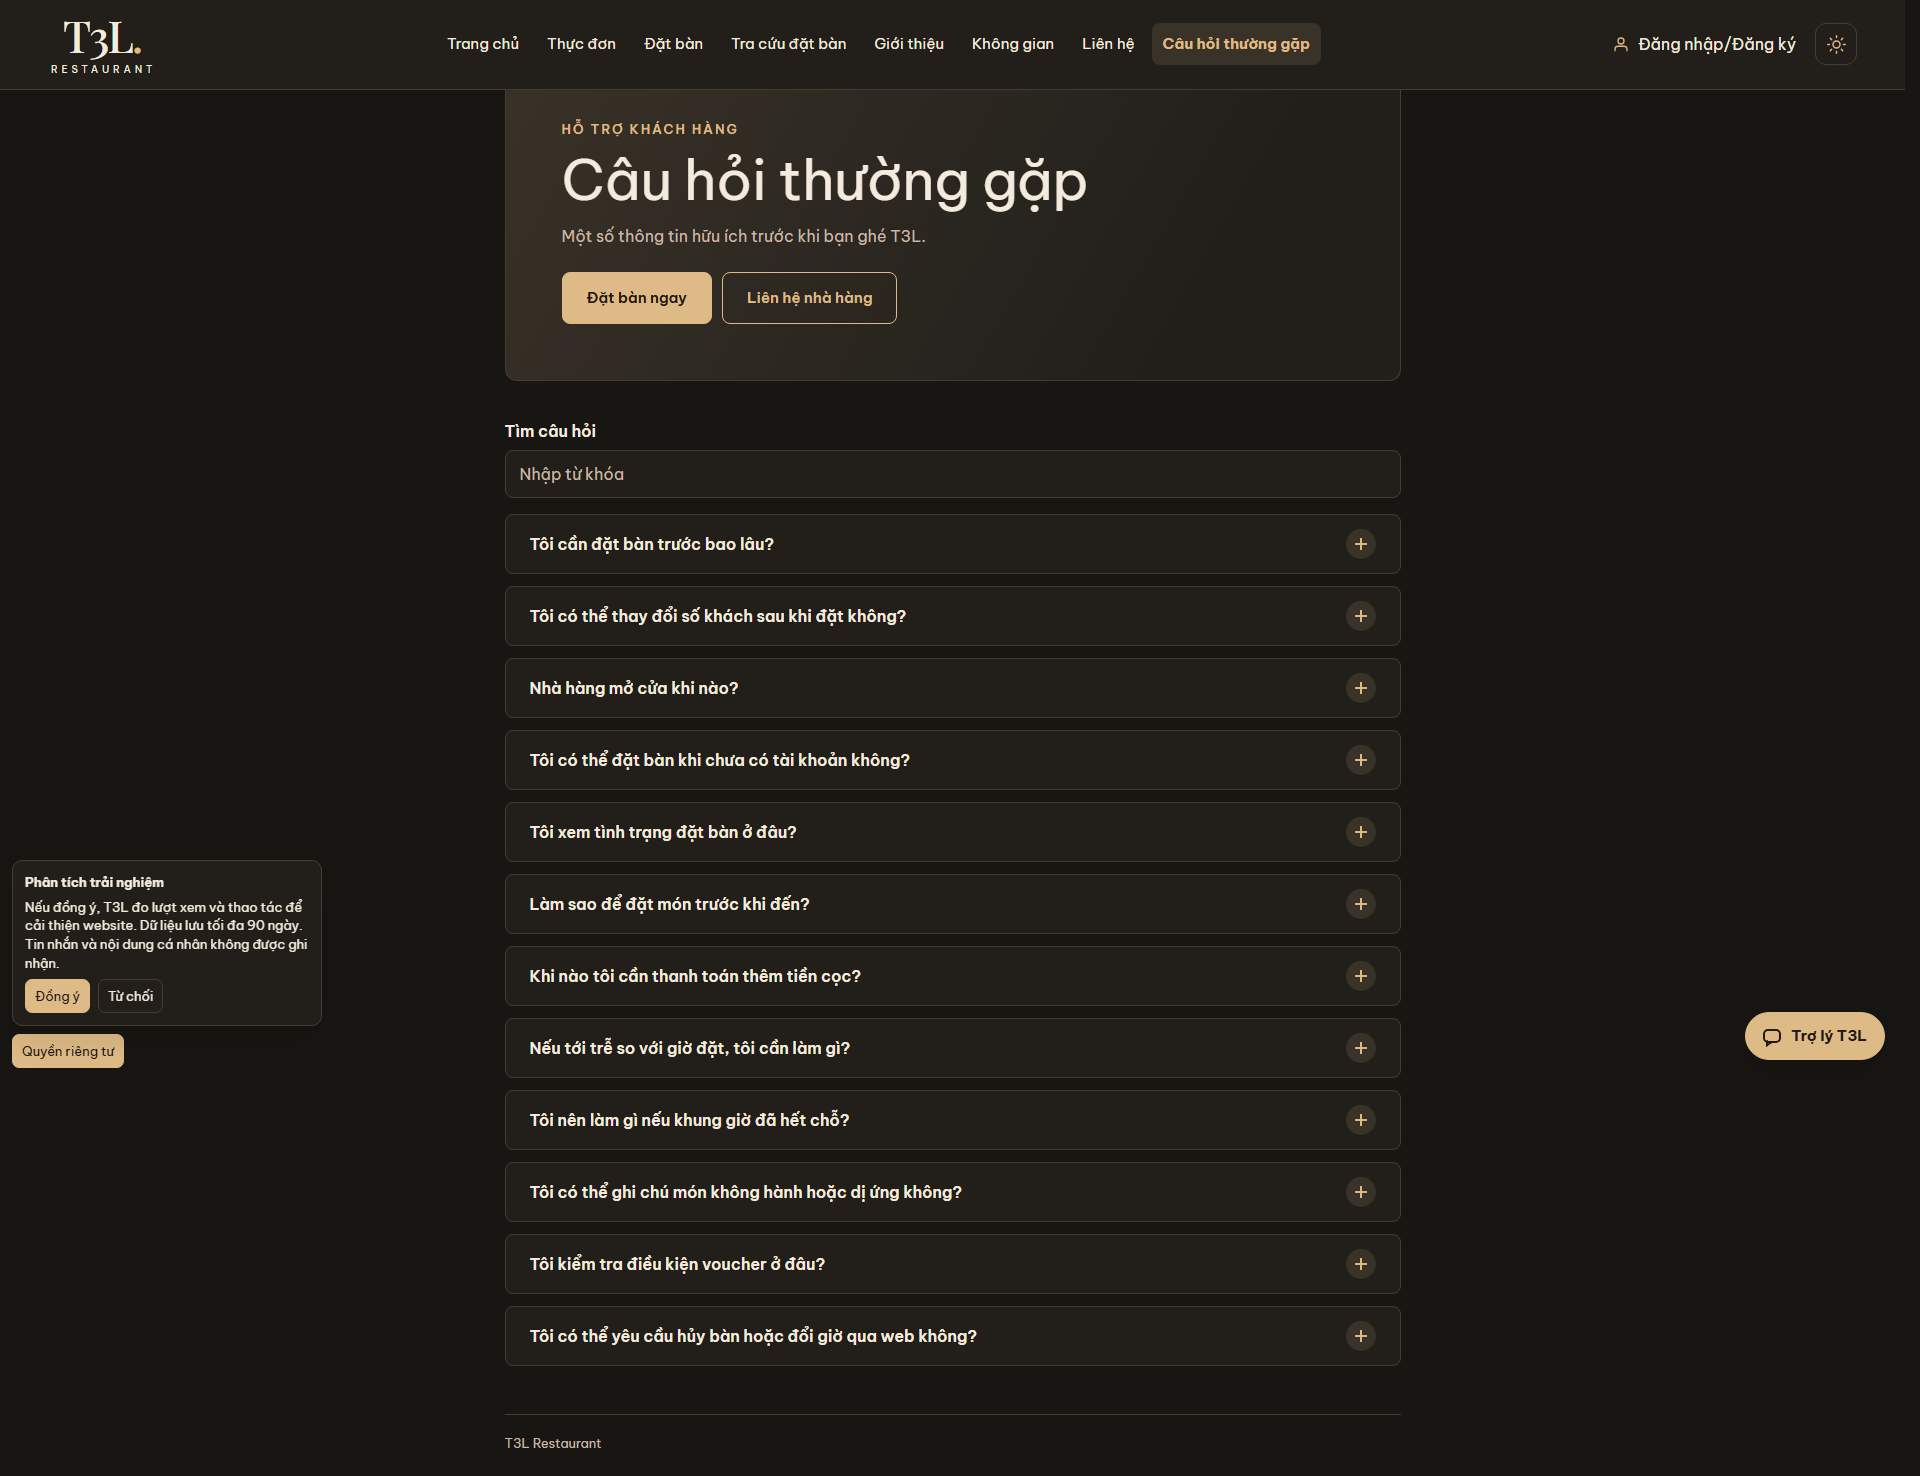 T3L.
RESTAURANT
Trang chủ
Thực đơn
Đặt bàn
Tra cứu đặt bàn
Giới thiệu
Không gian
Liên hệ
Câu hỏi thường gặp
Đăng nhập/Đăng ký
HỖ TRỢ KHÁCH HÀNG
Câu hỏi thường gặp
Một số thông tin hữu ích trước khi bạn ghé T3L.
Đặt bàn ngay
Liên hệ nhà hàng
Tìm câu hỏi
Nhập từ khóa
Tôi cần đặt bàn trước bao lâu?
Tôi có thể thay đổi số khách sau khi đặt không?
Nhà hàng mở cửa khi nào?
Tôi có thể đặt bàn khi chưa có tài khoản không?
Tôi xem tình trạng đặt bàn ở đâu?
Làm sao để đặt món trước khi đến?
Khi nào tôi cần thanh toán thêm tiền cọc?
Nếu tới trễ so với giờ đặt, tôi cần làm gì?
Tôi nên làm gì nếu khung giờ đã hết chỗ?
Tôi có thể ghi chú món không hành hoặc dị ứng không?
Tôi kiểm tra điều kiện voucher ở đâu?
Tôi có thể yêu cầu hủy bàn hoặc đổi giờ qua web không?
Phân tích trải nghiệm
Nếu đồng ý, T3L đo lượt xem và thao tác để
cải thiện website. Dữ liệu lưu tối đa 90 ngày.
Tin nhắn và nội dung cá nhân không được ghi
nhận.
Đồng ý
Từ chối
Quyền riêng tư
Trợ lý T3L
T3L Restaurant